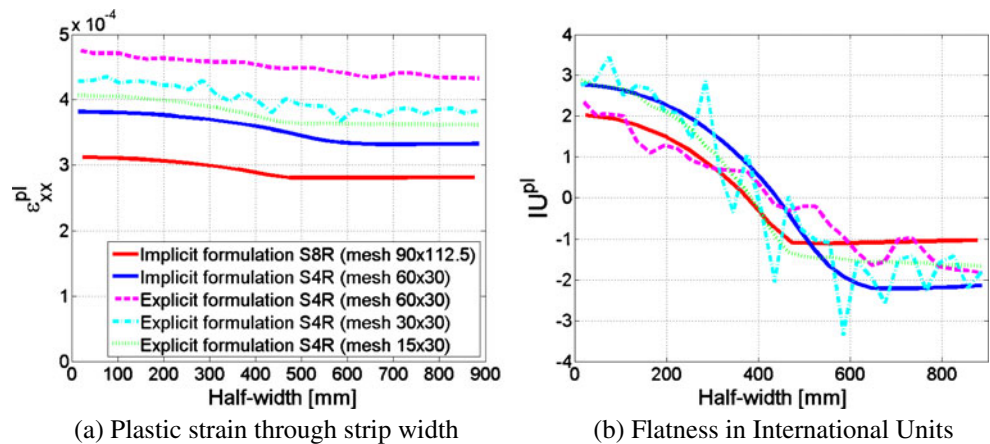 5 x 10⁻⁴
4
3
2
1
0
0 100 200 300 400 500 600 700 800 900
ε^pl_xx
Half-width [mm]
Implicit formulation S8R (mesh 90x112.5)
Implicit formulation S4R (mesh 60x30)
Explicit formulation S4R (mesh 60x30)
Explicit formulation S4R (mesh 30x30)
Explicit formulation S4R (mesh 15x30)
(a) Plastic strain through strip width
4
3
2
1
0
-1
-2
-3
-4
0 200 400 600 800
IU^pl
Half-width [mm]
(b) Flatness in International Units